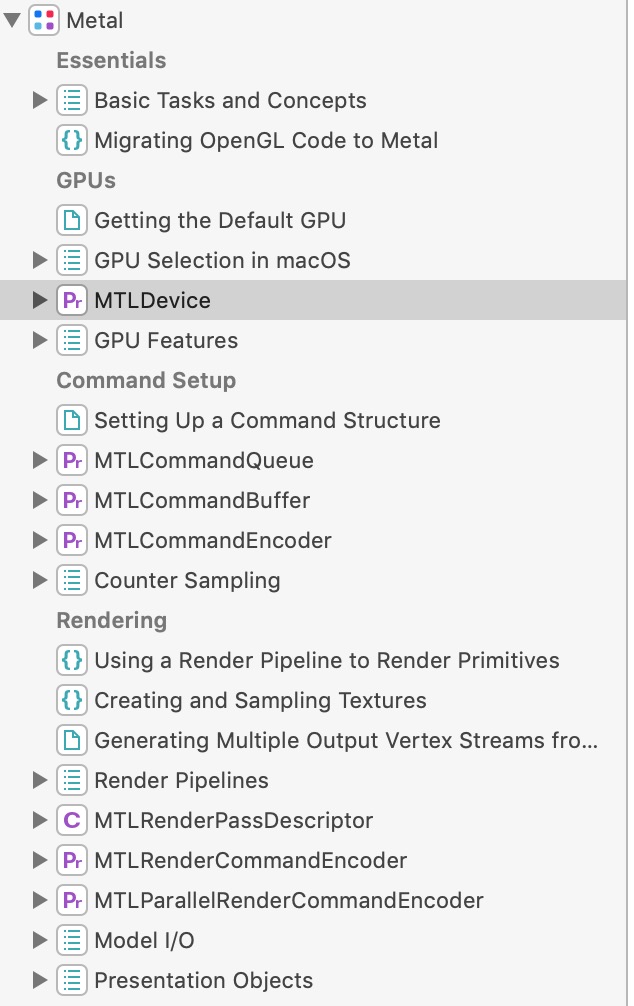 Metal
Essentials
Basic Tasks and Concepts
{} Migrating OpenGL Code to Metal
GPUs
Getting the Default GPU
GPU Selection in macOS
Pr MTLDevice
GPU Features
Command Setup
Setting Up a Command Structure
Pr MTLCommandQueue
Pr MTLCommandBuffer
Pr MTLCommandEncoder
Counter Sampling
Rendering
{} Using a Render Pipeline to Render Primitives
{} Creating and Sampling Textures
Generating Multiple Output Vertex Streams fro...
Render Pipelines
C MTLRenderPassDescriptor
Pr MTLRenderCommandEncoder
Pr MTLParallelRenderCommandEncoder
Model I/O
Presentation Objects